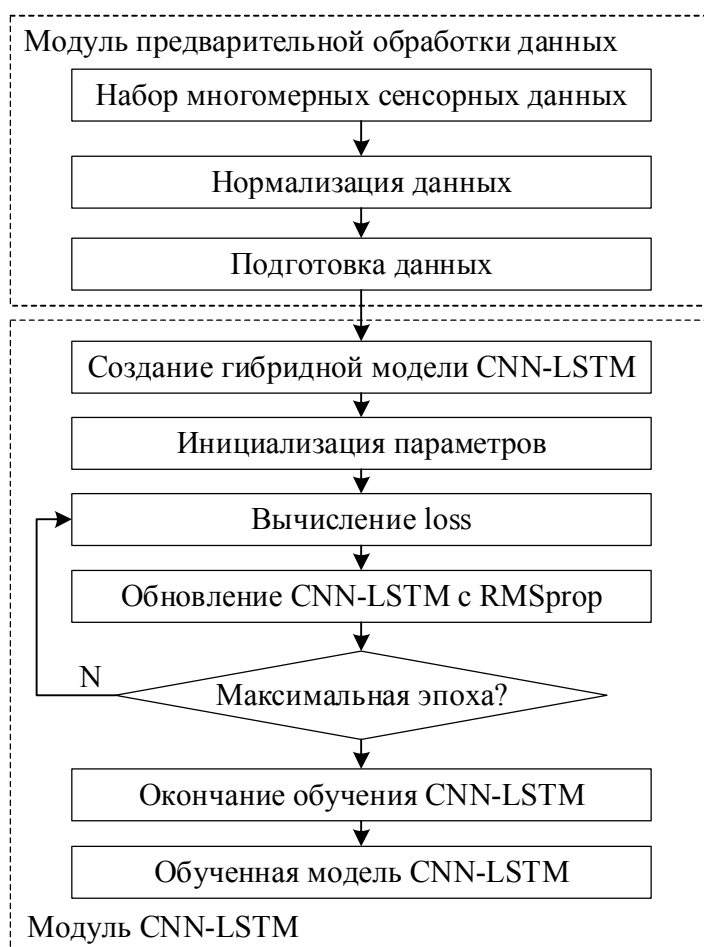 Модуль предварительной обработки данных
Набор многомерных сенсорных данных
Нормализация данных
Подготовка данных
Создание гибридной модели CNN-LSTM
Инициализация параметров
Вычисление loss
Обновление CNN-LSTM с RMSprop
N
Максимальная эпоха?
Окончание обучения CNN-LSTM
Обученная модель CNN-LSTM
Модуль CNN-LSTM